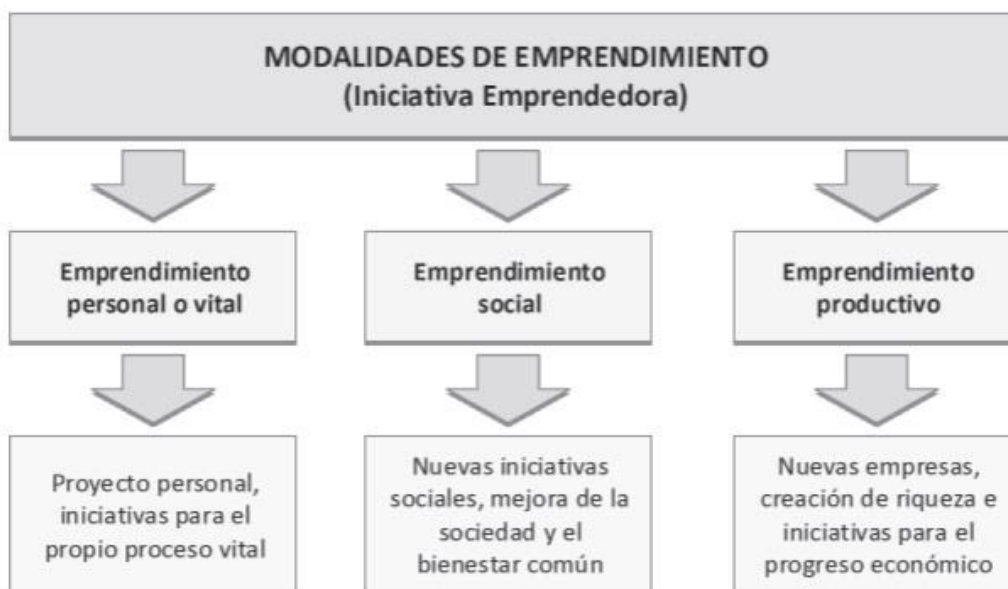 MODALIDADES DE EMPRENDIMIENTO
(Iniciativa Emprendedora)
Emprendimiento
personal o vital
Emprendimiento
social
Emprendimiento
productivo
Proyecto personal,
iniciativas para el
propio proceso vital
Nuevas iniciativas
sociales, mejora de la
sociedad y el
bienestar común
Nuevas empresas,
creación de riqueza e
iniciativas para el
progreso económico